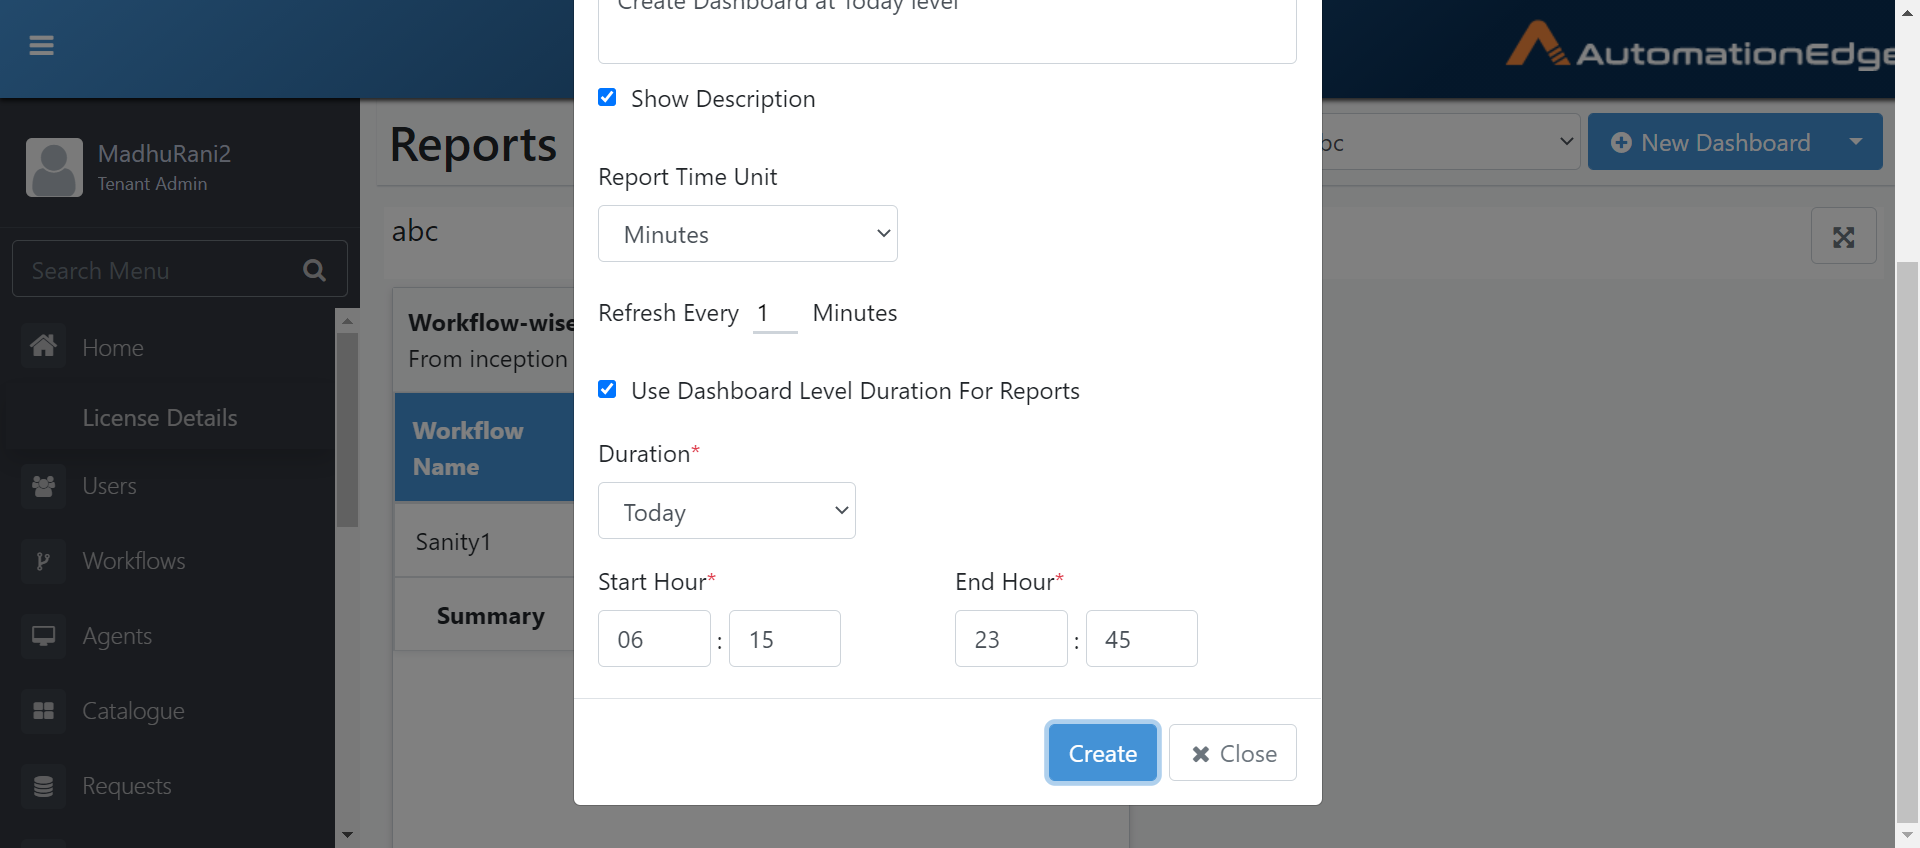 Create Dashboard at Today level
AutomationEdge
Show Description
MadhuRani2
Tenant Admin
Reports
bc
New Dashboard
Report Time Unit
abc
Minutes
Search Menu
Refresh Every 1 Minutes
Workflow-wise
From inception
Home
License Details
Use Dashboard Level Duration For Reports
Workflow
Name
Duration*
Users
Today
Sanity1
Workflows
Start Hour*
End Hour*
Summary
06 : 15
23 : 45
Agents
Catalogue
Create
Close
Requests